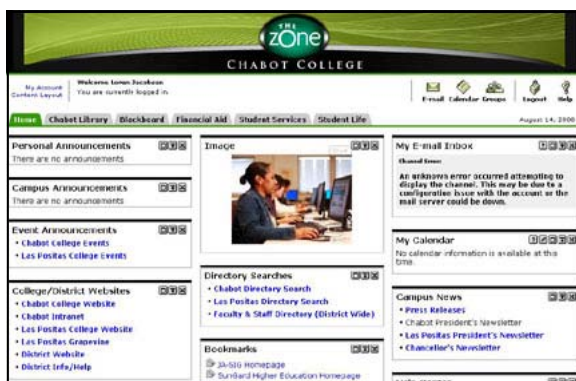 THE
zOne
CHABOT COLLEGE
My Account
Content Layout
Welcome Loren Jacobsen
You are currently logged in.
E-mail Calendar Groups Logout Help
Home Chabot Library Blackboard Financial Aid Student Services Student Life
August 14, 2008
Personal Announcements
There are no announcements
Campus Announcements
There are no announcements
Event Announcements
Chabot College Events
Las Positas College Events
College/District Websites
Chabot College Website
Chabot Intranet
Las Positas College Website
Las Positas Grapevine
District Website
District Info/Help
Image
Directory Searches
Chabot Directory Search
Las Positas Directory Search
Faculty & Staff Directory (District Wide)
Bookmarks
JA-SIG Homepage
SunGard Higher Education Homepage
My E-mail Inbox
Channel Error:
An unknown error occurred attempting to
display the channel. This may be due to a
configuration issue with the account or the
mail server could be down.
My Calendar
No calendar information is available at this
time.
Campus News
Press Releases
Chabot President's Newsletter
Las Positas President's Newsletter
Chancellor's Newsletter